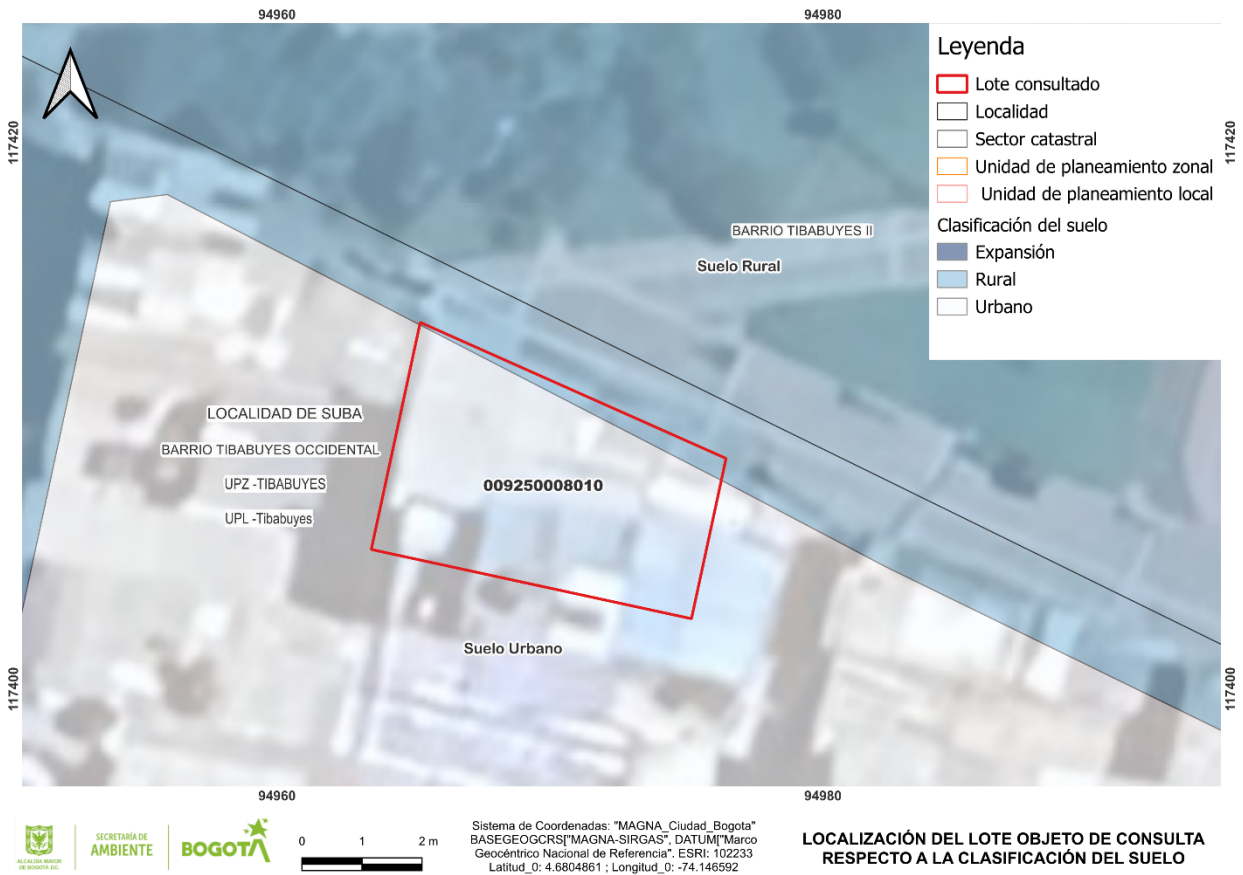 94960
94980
117420
117420
Leyenda
Lote consultado
Localidad
Sector catastral
Unidad de planeamiento zonal
Unidad de planeamiento local
Clasificación del suelo
Expansión
Rural
Urbano
BARRIO TIBABUYES II
Suelo Rural
LOCALIDAD DE SUBA
BARRIO TIBABUYES OCCIDENTAL
UPZ -TIBABUYES
UPL -Tibabuyes
009250008010
Suelo Urbano
117400
117400
94960
94980
ALCALDÍA MAYOR
DE BOGOTÁ D.C.
SECRETARÍA DE
AMBIENTE
BOGOTÁ
0 1 2 m
Sistema de Coordenadas: "MAGNA_Ciudad_Bogota"
BASEGEOGCRS["MAGNA-SIRGAS", DATUM["Marco
Geocéntrico Nacional de Referencia". ESRI: 102233
Latitud_0: 4.6804861 ; Longitud_0: -74.146592
LOCALIZACIÓN DEL LOTE OBJETO DE CONSULTA
RESPECTO A LA CLASIFICACIÓN DEL SUELO